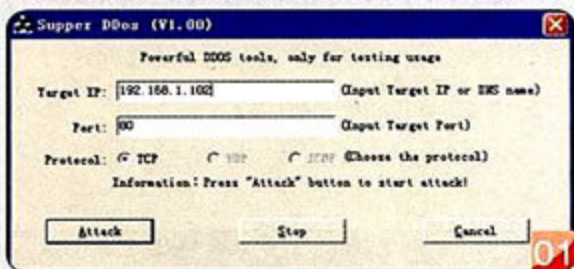 Supper DDos (V1.00)
Powerful DDOS tools, only for testing usage
Target IP: 192.168.1.102 (Input Target IP or DNS name)
Port: 80 (Input Target Port)
Protocol: TCP UDP ICMP (Choose the protocol)
Information: Press "Attack" button to start attack!
Attack Stop Cancel
01